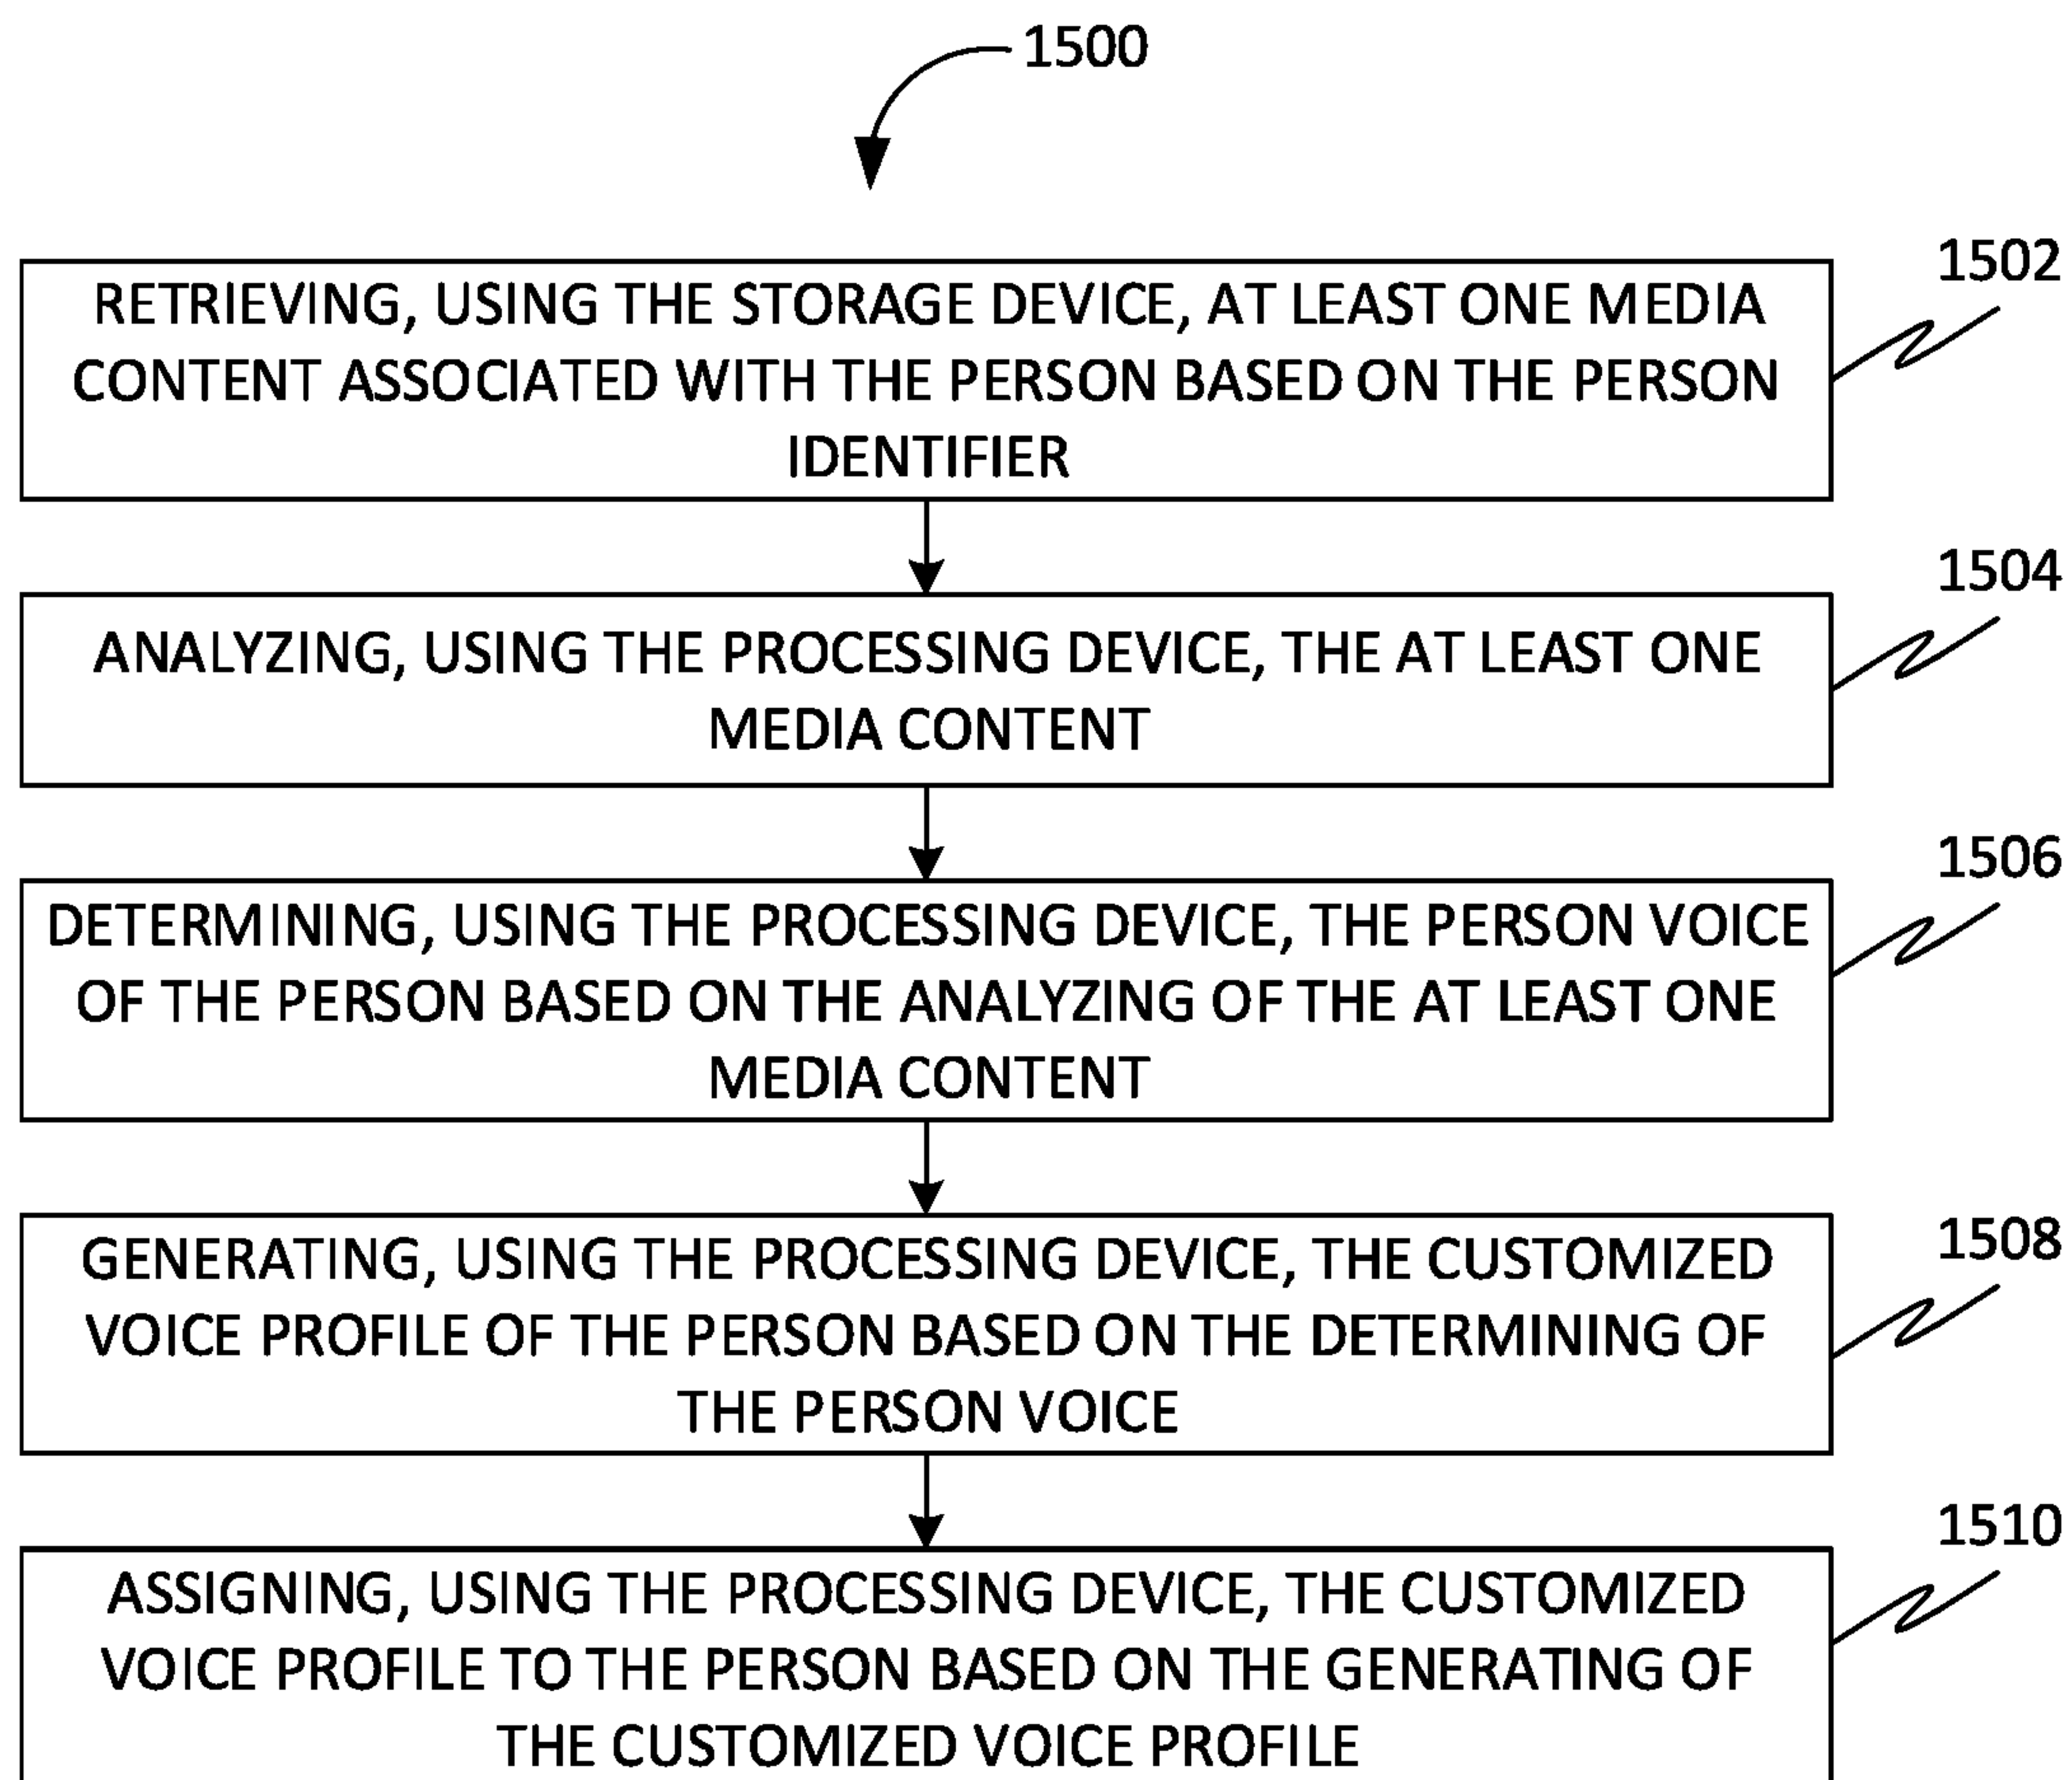 1500
1502
RETRIEVING, USING THE STORAGE DEVICE, AT LEAST ONE MEDIA
CONTENT ASSOCIATED WITH THE PERSON BASED ON THE PERSON
IDENTIFIER
1504
ANALYZING, USING THE PROCESSING DEVICE, THE AT LEAST ONE
MEDIA CONTENT
1506
DETERMINING, USING THE PROCESSING DEVICE, THE PERSON VOICE
OF THE PERSON BASED ON THE ANALYZING OF THE AT LEAST ONE
MEDIA CONTENT
1508
GENERATING, USING THE PROCESSING DEVICE, THE CUSTOMIZED
VOICE PROFILE OF THE PERSON BASED ON THE DETERMINING OF
THE PERSON VOICE
1510
ASSIGNING, USING THE PROCESSING DEVICE, THE CUSTOMIZED
VOICE PROFILE TO THE PERSON BASED ON THE GENERATING OF
THE CUSTOMIZED VOICE PROFILE